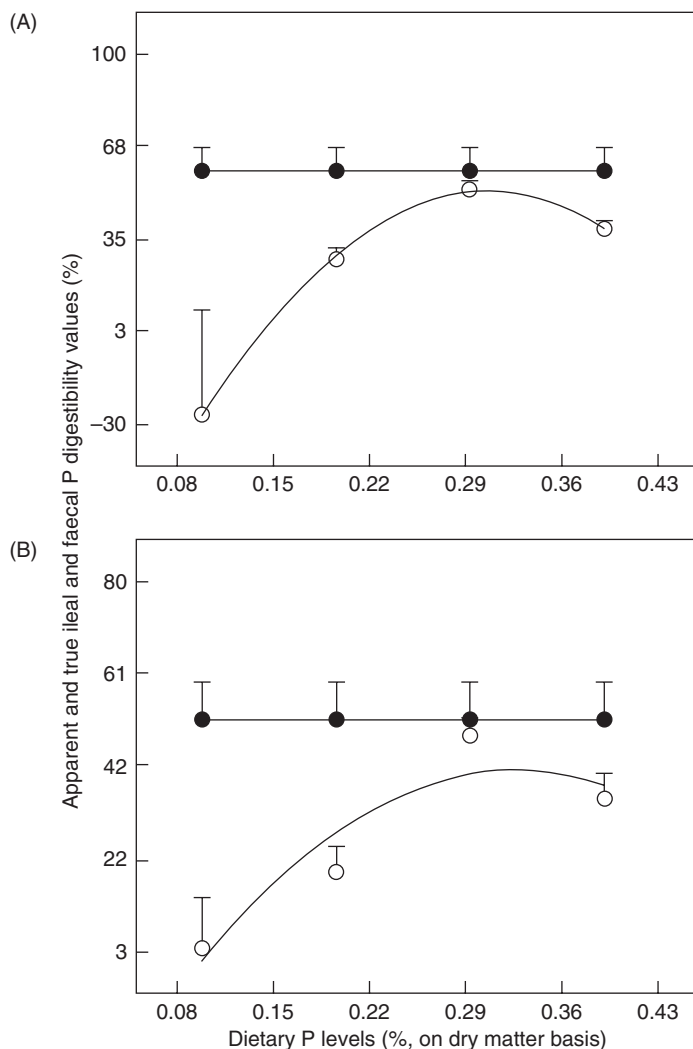 (A)
100
68
35
3
−30
0.08 0.15 0.22 0.29 0.36 0.43
Apparent and true ileal and faecal P digestibility values (%)
(B)
80
61
42
22
3
0.08 0.15 0.22 0.29 0.36 0.43
Dietary P levels (%, on dry matter basis)